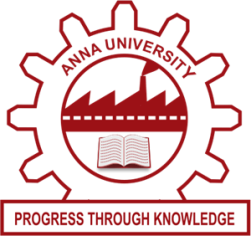 ANNA UNIVERSITY
PROGRESS THROUGH KNOWLEDGE